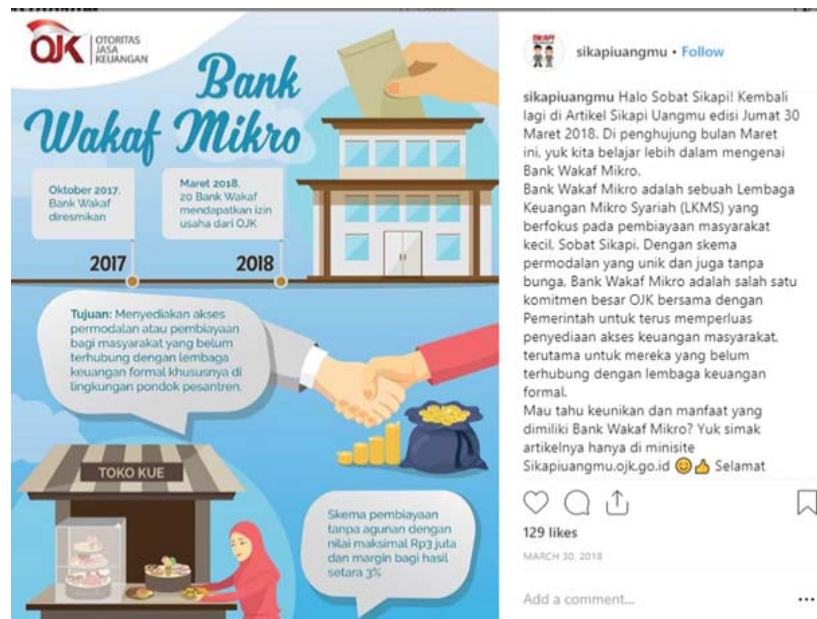 OJK
OTORITAS
JASA
KEUANGAN
Bank
Wakaf Mikro
Oktober 2017,
Bank Wakaf
diresmikan
Maret 2018,
20 Bank Wakaf
mendapatkan izin
usaha dari OJK
2017
2018
Tujuan: Menyediakan akses
permodalan atau pembiayaan
bagi masyarakat yang belum
terhubung dengan lembaga
keuangan formal khususnya di
lingkungan pondok pesantren.
TOKO KUE
Skema pembiayaan
tanpa agunan dengan
nilai maksimal Rp3 juta
dan margin bagi hasil
setara 3%
SIKAPI
sikapiuangmu • Follow
sikapiuangmu Halo Sobat Sikapi! Kembali
lagi di Artikel Sikapi Uangmu edisi Jumat 30
Maret 2018. Di penghujung bulan Maret
ini, yuk kita belajar lebih dalam mengenai
Bank Wakaf Mikro.
Bank Wakaf Mikro adalah sebuah Lembaga
Keuangan Mikro Syariah (LKMS) yang
berfokus pada pembiayaan masyarakat
kecil, Sobat Sikapi. Dengan skema
permodalan yang unik dan juga tanpa
bunga, Bank Wakaf Mikro adalah salah satu
komitmen besar OJK bersama dengan
Pemerintah untuk terus memperluas
penyediaan akses keuangan masyarakat,
terutama untuk mereka yang belum
terhubung dengan lembaga keuangan
formal.
Mau tahu keunikan dan manfaat yang
dimiliki Bank Wakaf Mikro? Yuk simak
artikelnya hanya di minisite
Sikapiuangmu.ojk.go.id 😊👍 Selamat
129 likes
MARCH 30, 2018
Add a comment...